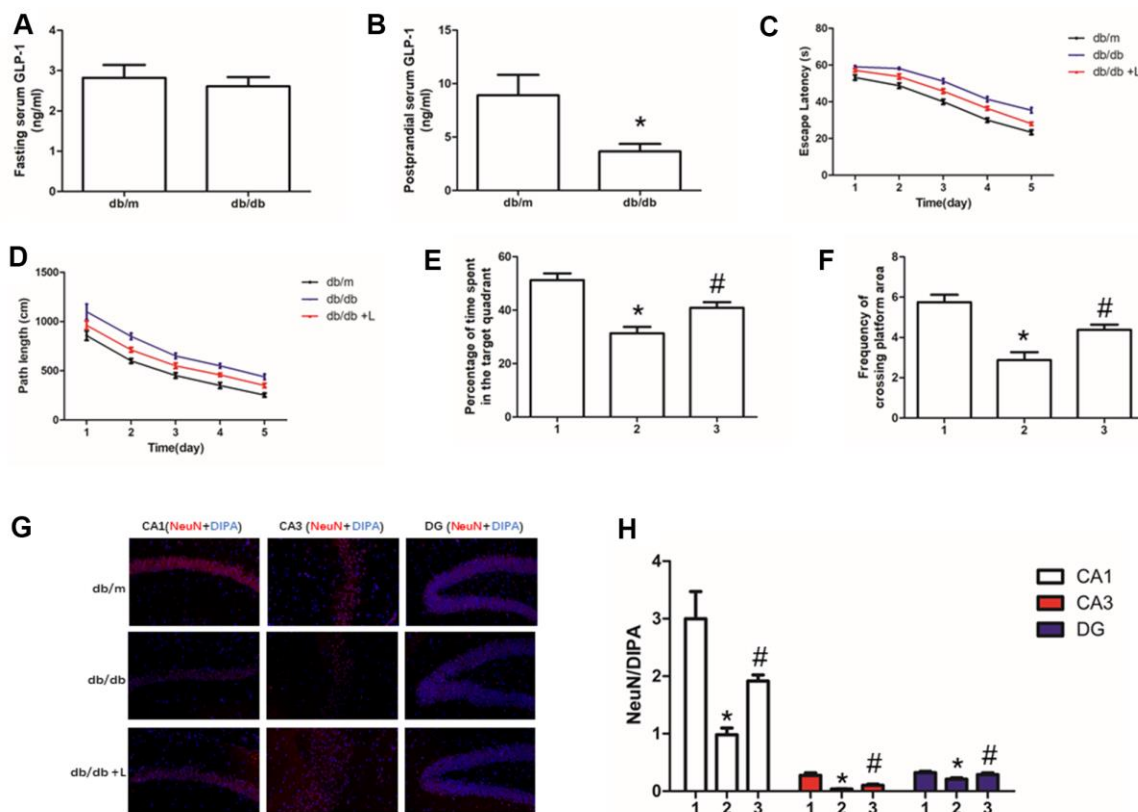 A
Fasting serum GLP-1
(ng/ml)
4
3
2
1
0
db/m
db/db
B
Postprandial serum GLP-1
(ng/ml)
15
10
5
0
*
db/m
db/db
C
Escape Latency (s)
80
60
40
20
0
1 2 3 4 5
Time(day)
db/m
db/db
db/db +L
D
Path length (cm)
1500
1000
500
0
1 2 3 4 5
Time(day)
db/m
db/db
db/db +L
E
Percentage of time spent
in the target quadrant
60
40
20
0
*
#
1 2 3
F
Frequency of
crossing platform area
8
6
4
2
0
*
#
1 2 3
G
CA1(NeuN+DIPA) CA3 (NeuN+DIPA) DG (NeuN+DIPA)
db/m
db/db
db/db +L
H
NeuN/DIPA
4
3
2
1
0
* # * # * #
1 2 3 1 2 3 1 2 3
CA1
CA3
DG